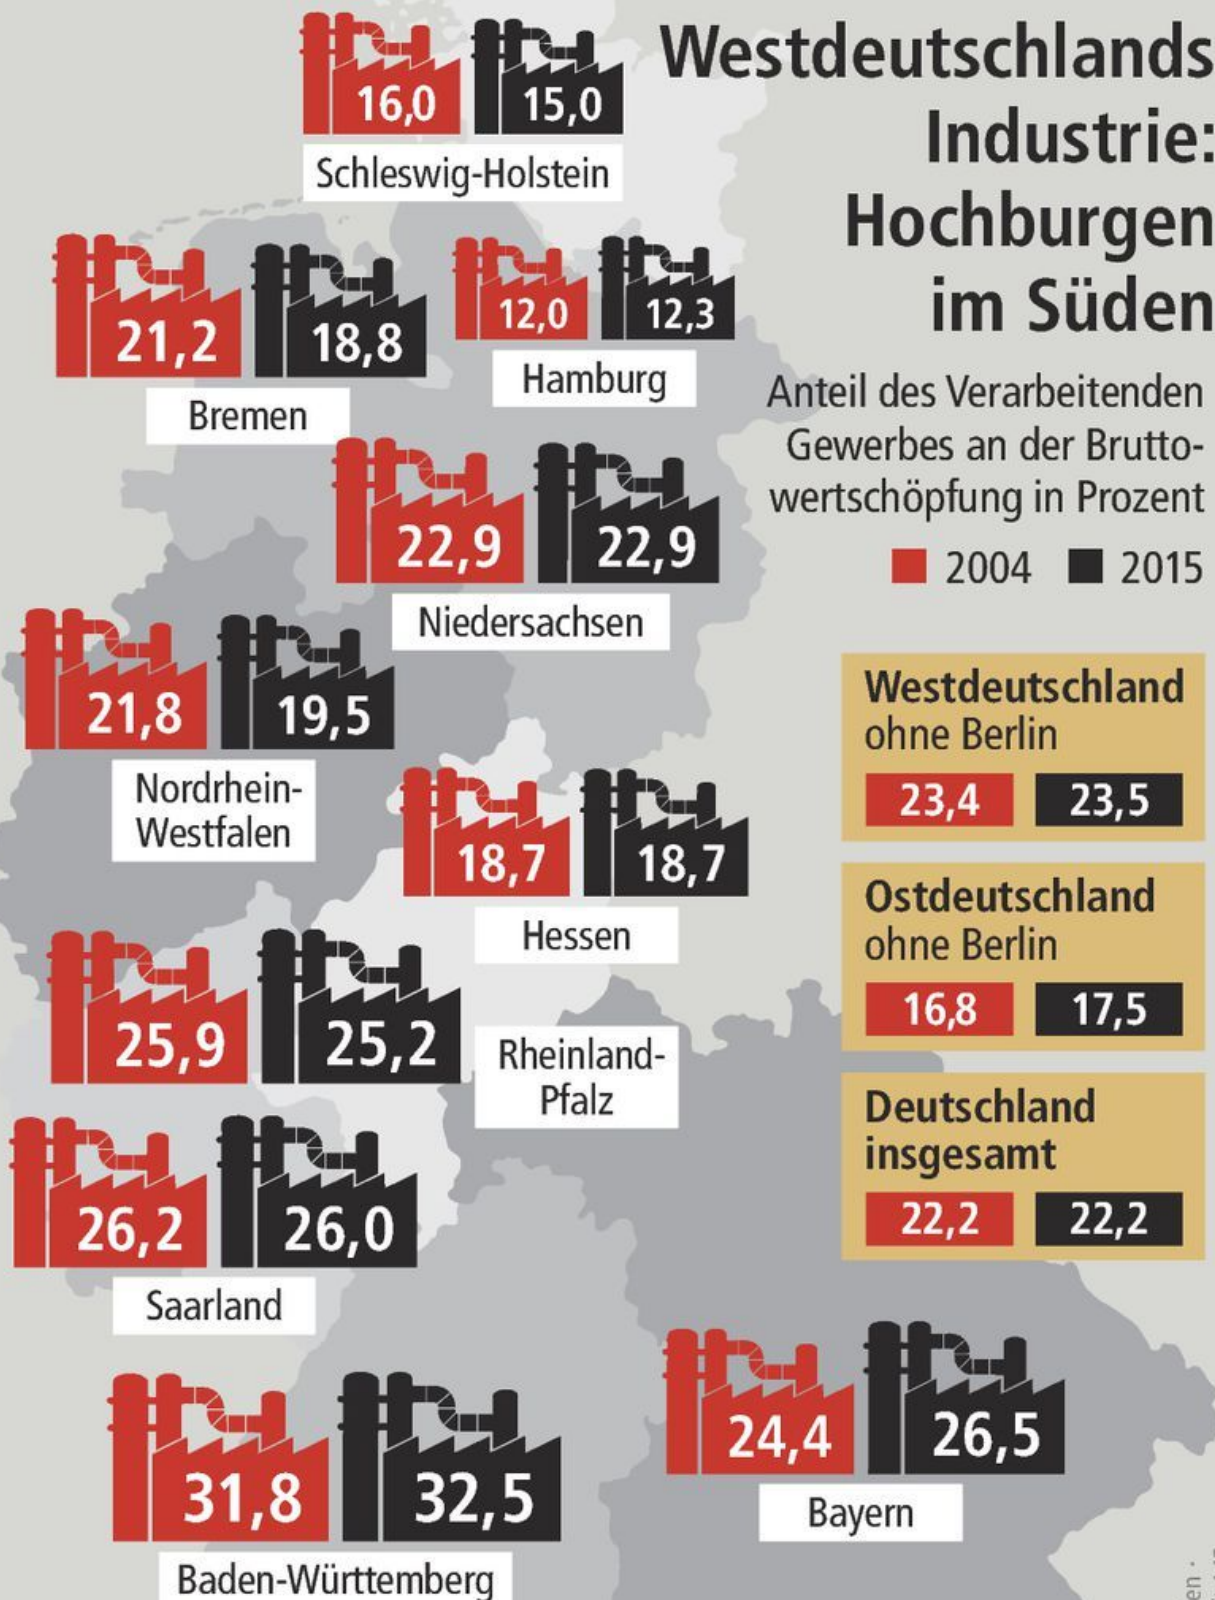 Westdeutschlands
Industrie:
Hochburgen
im Süden
Anteil des Verarbeitenden
Gewerbes an der Brutto-
wertschöpfung in Prozent
2004 2015
16,0 15,0
Schleswig-Holstein
21,2 18,8
Bremen
12,0 12,3
Hamburg
22,9 22,9
Niedersachsen
21,8 19,5
Nordrhein-
Westfalen
18,7 18,7
Hessen
25,9 25,2
Rheinland-
Pfalz
26,2 26,0
Saarland
31,8 32,5
Baden-Württemberg
24,4 26,5
Bayern
Westdeutschland
ohne Berlin
23,4 23,5
Ostdeutschland
ohne Berlin
16,8 17,5
Deutschland
insgesamt
22,2 22,2